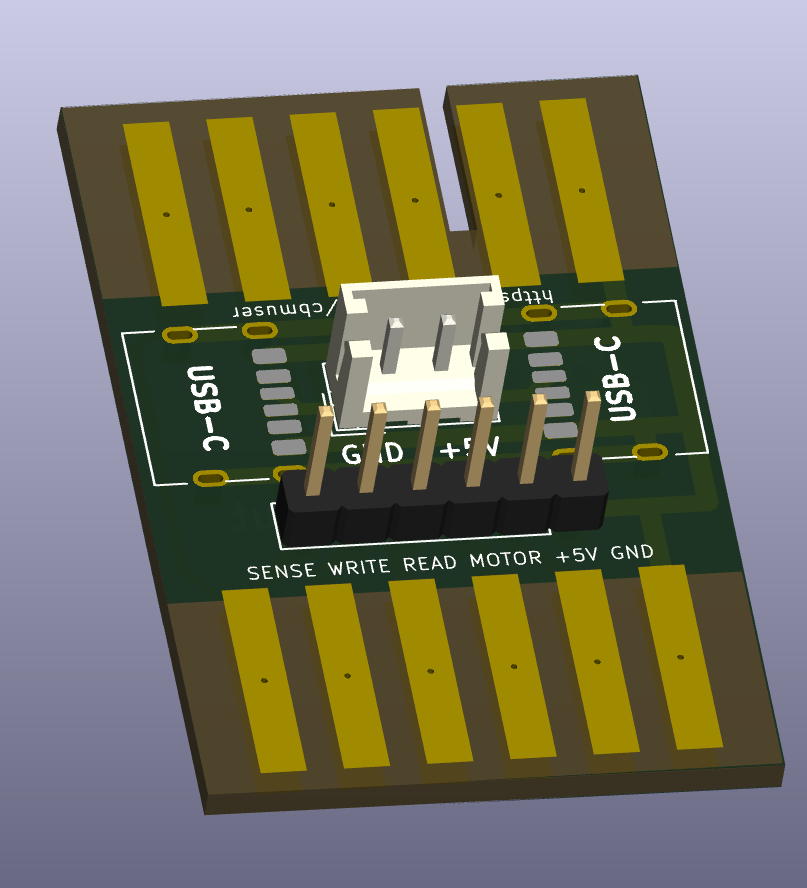 https
/cbmuser
USB-C
USB-C
GND +5V
SENSE WRITE READ MOTOR +5V GND